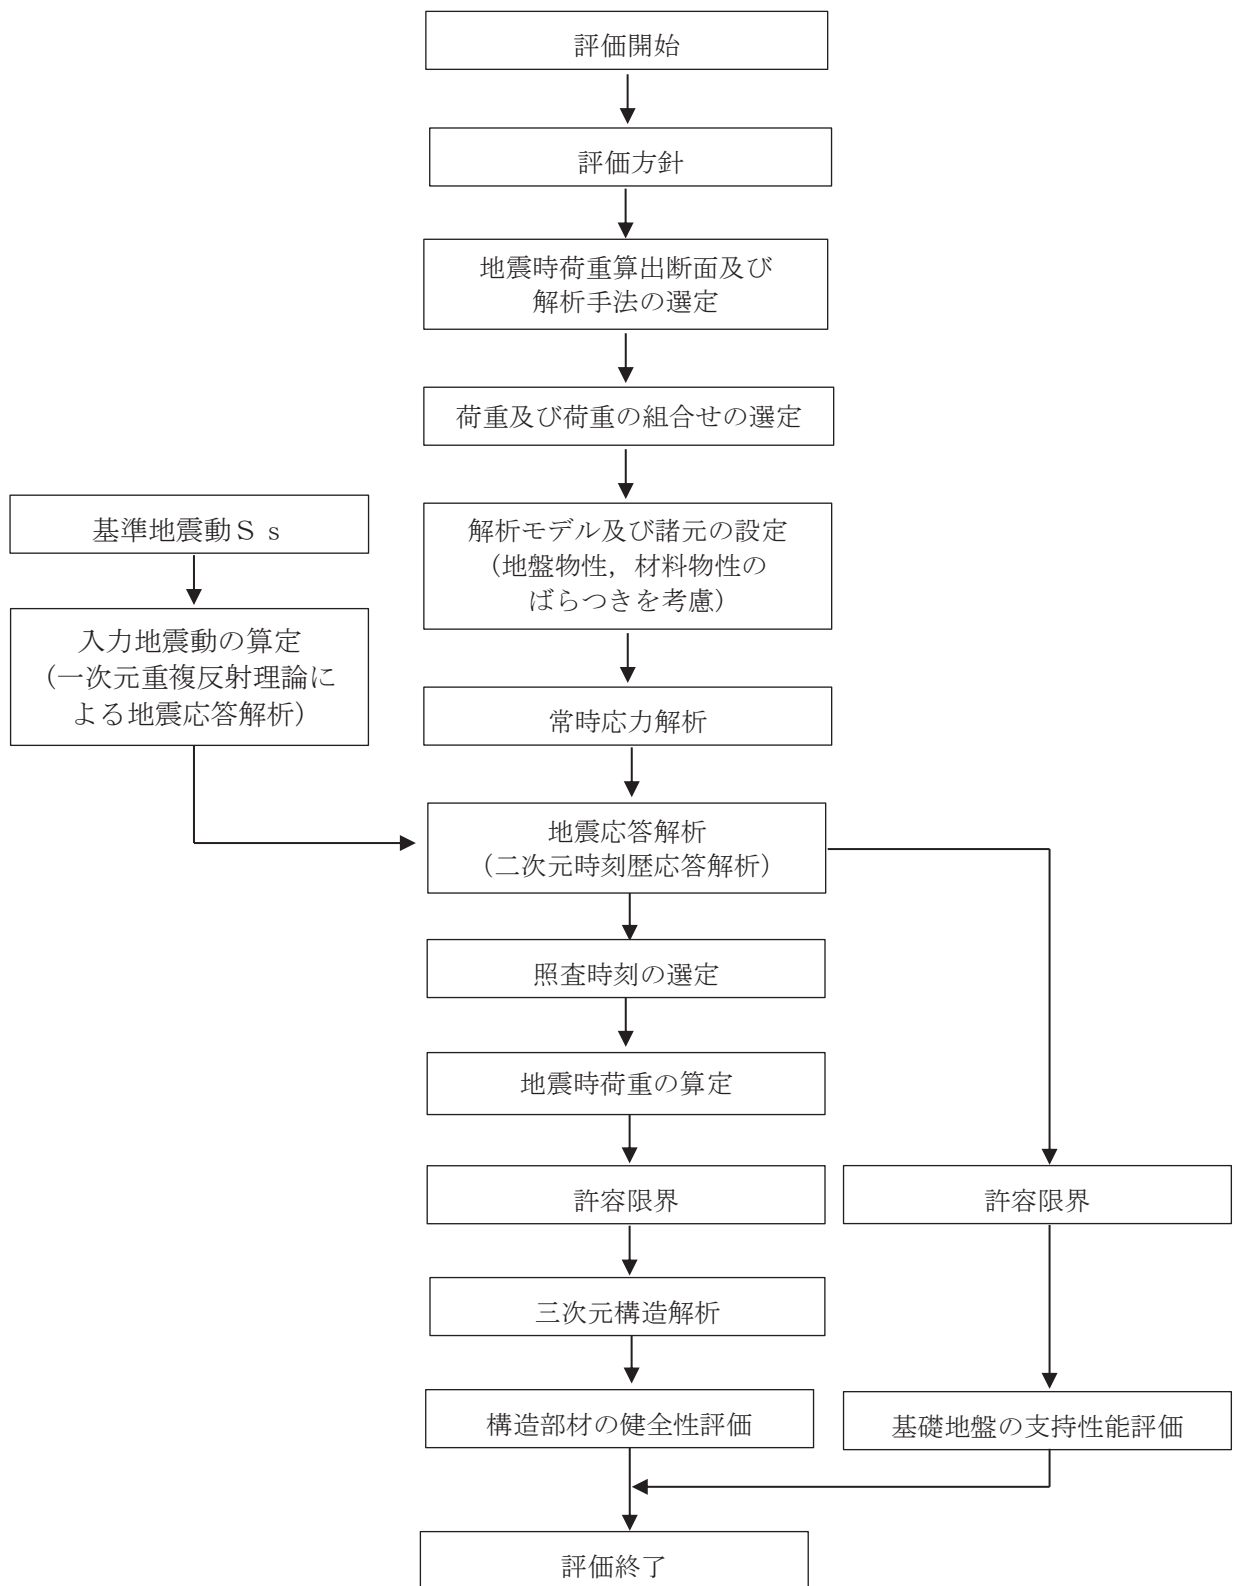 評価開始
評価方針
地震時荷重算出断面及び
解析手法の選定
荷重及び荷重の組合せの選定
基準地震動Ｓｓ
解析モデル及び諸元の設定
（地盤物性，材料物性の
ばらつきを考慮）
入力地震動の算定
（一次元重複反射理論に
よる地震応答解析）
常時応力解析
地震応答解析
（二次元時刻歴応答解析）
照査時刻の選定
地震時荷重の算定
許容限界
許容限界
三次元構造解析
構造部材の健全性評価
基礎地盤の支持性能評価
評価終了